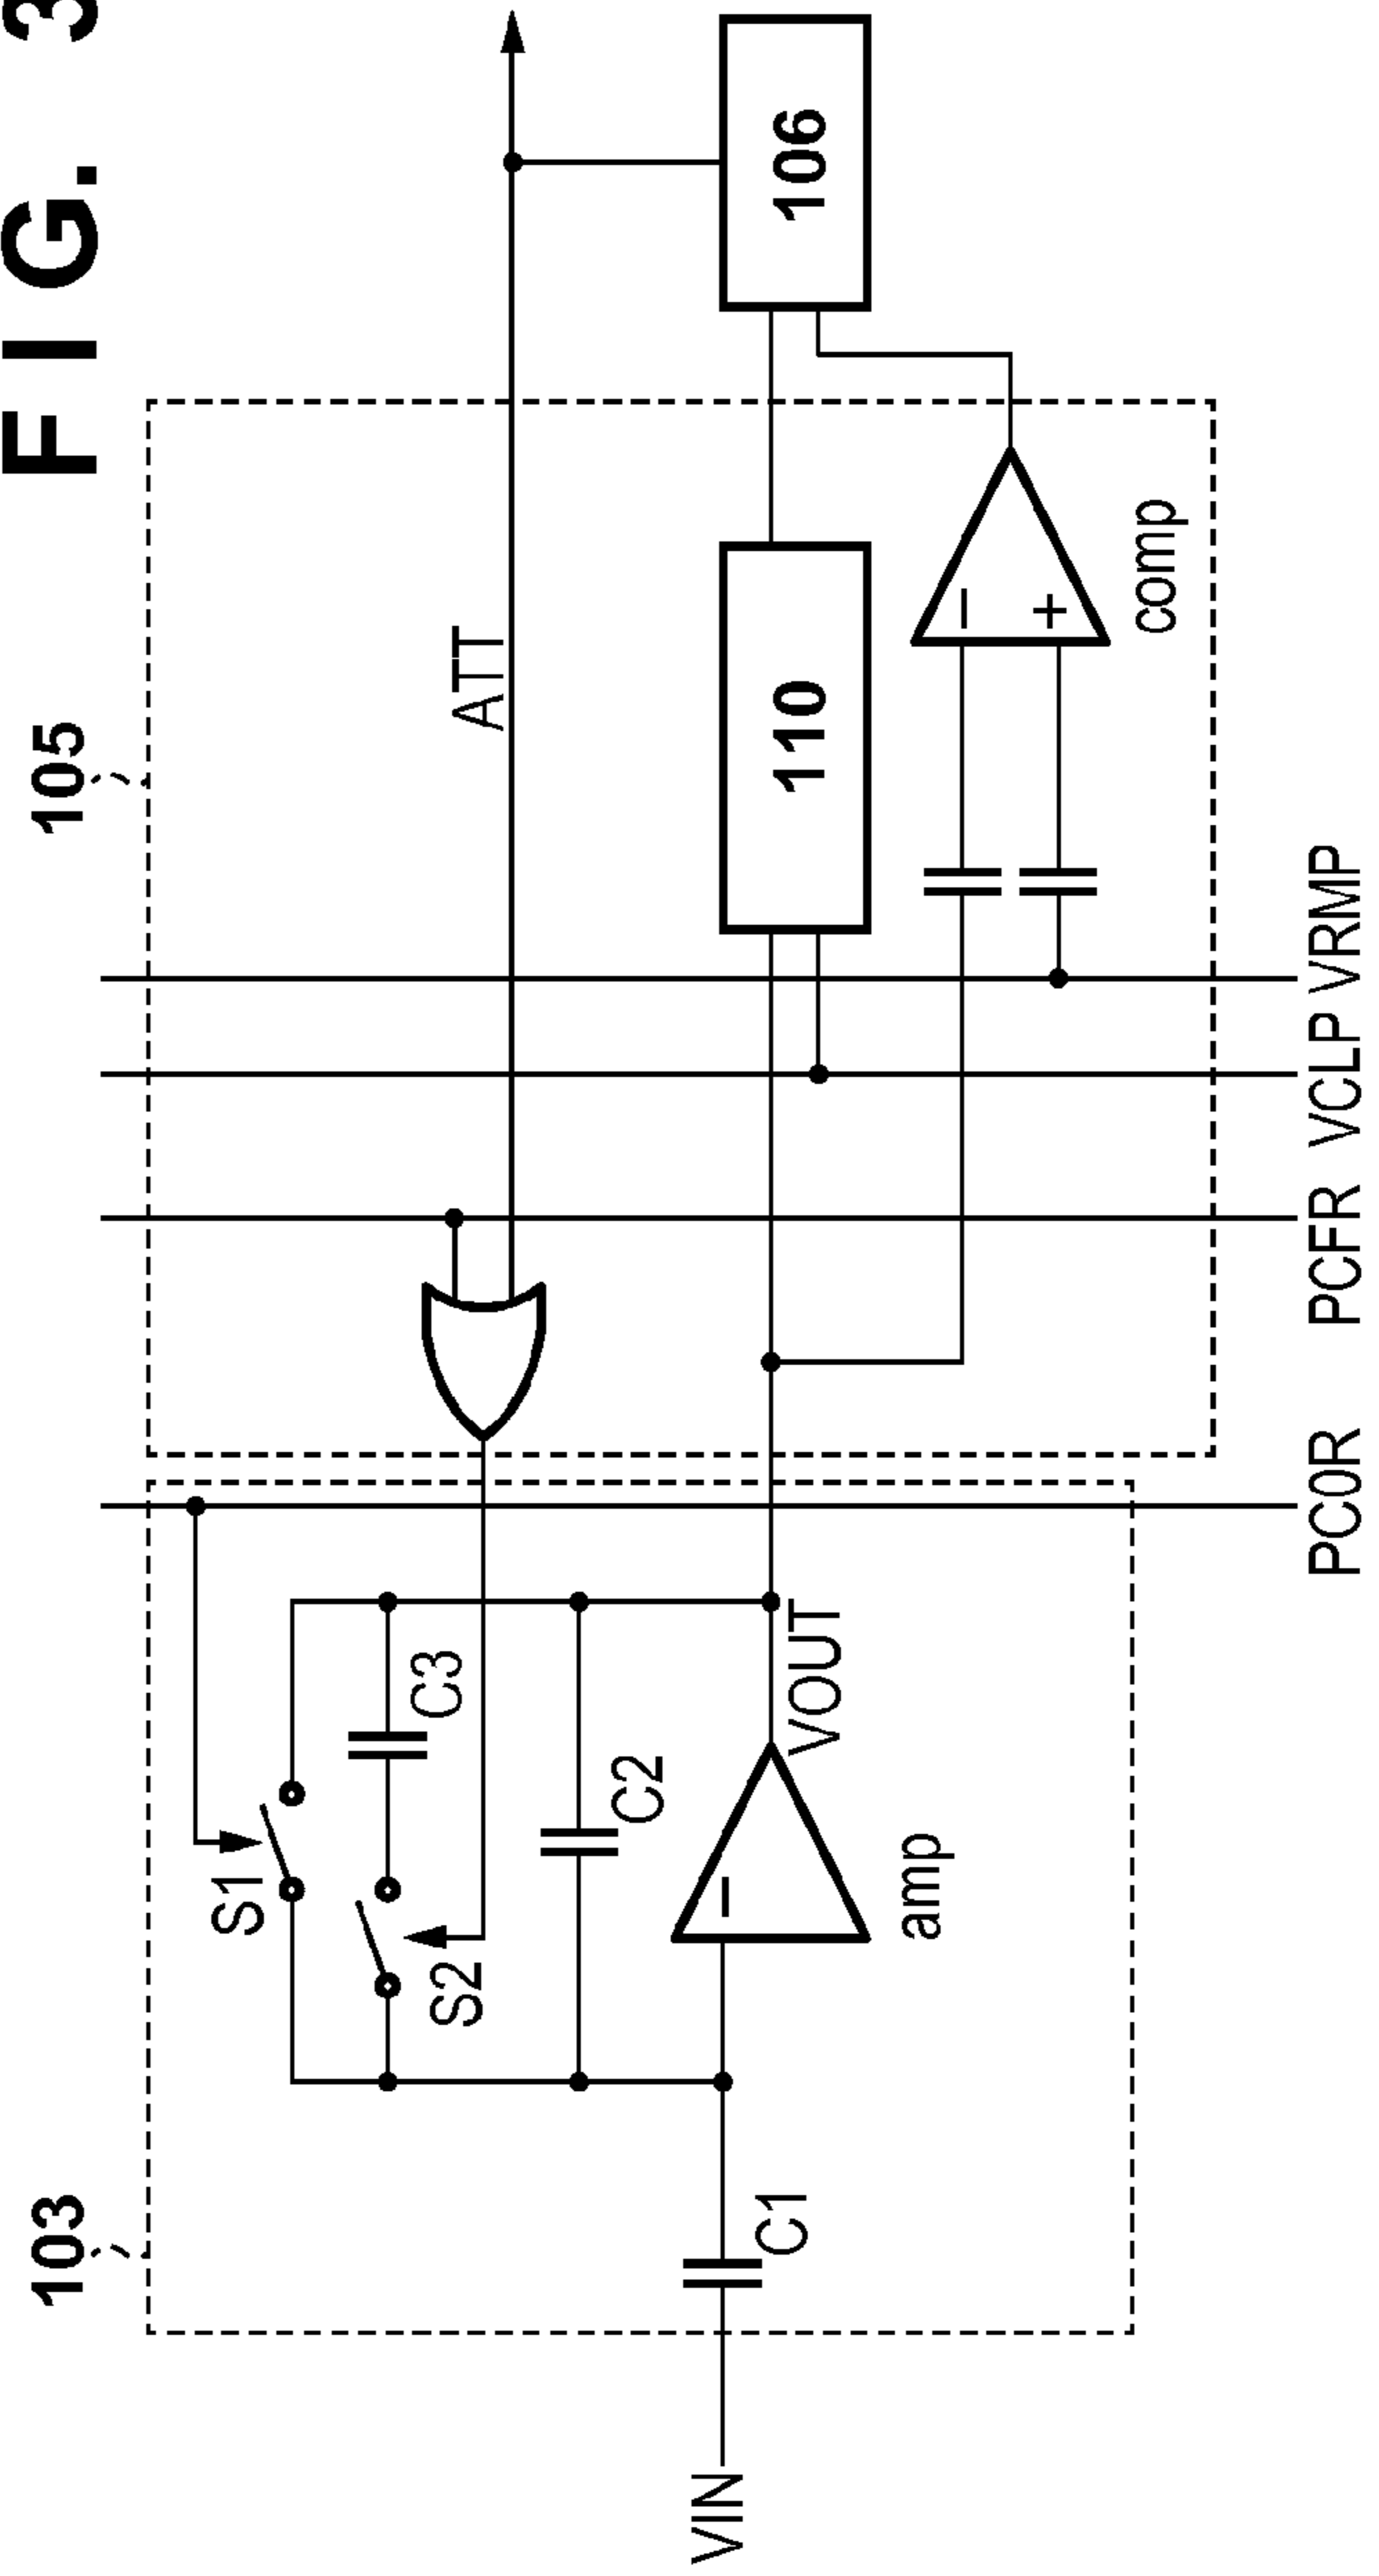 FIG. 3
103
105
S1
S2
C3
ATT
C2
C1
VIN
VOUT
110
106
amp
comp
PC0R
PCFR
VCLP
VRMP